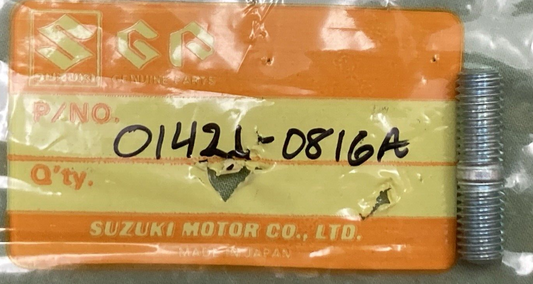 SGP
SUZUKI GENUINE PARTS
P/NO.
01421-0816A
Q'ty.
SUZUKI MOTOR CO., LTD.
MADE IN JAPAN